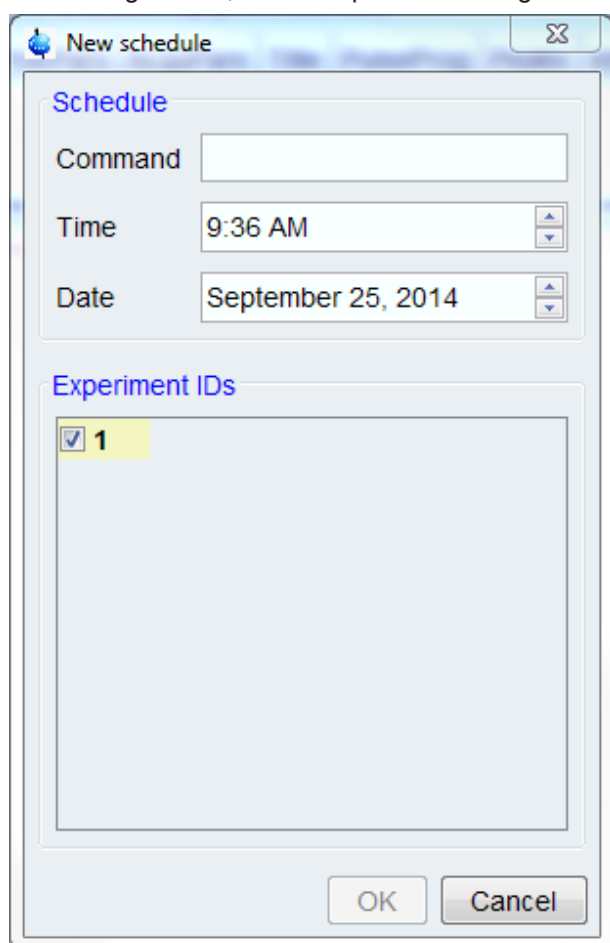 New schedule
Schedule
Command
Time 9:36 AM
Date September 25, 2014
Experiment IDs
1
OK Cancel